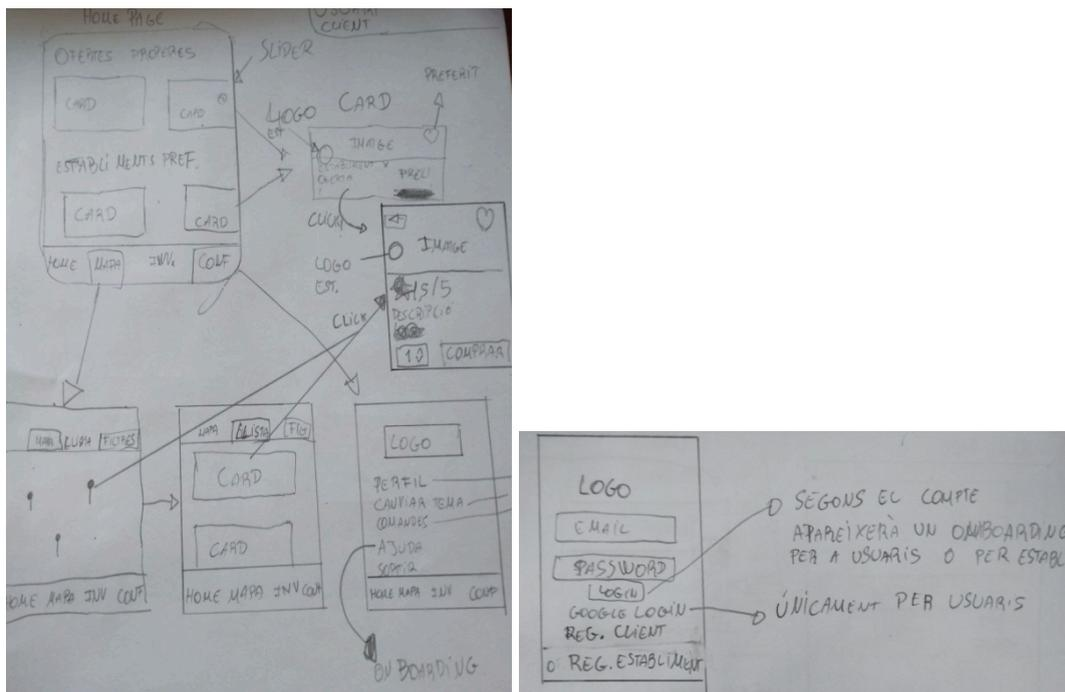 HOME PAGE
USUARI
CLIENT
OFERTES PROPERES
SLIDER
PREFERIT
CARD
CARD
LOGO
EST
CARD
IMATGE
ESTABLIMENTS PREF.
OFERTA
PREU
CARD
CARD
CLICK
IMATGE
HOME MAPA INV. CONF
LOGO
EST.
/5/5
DESCRIPCIÓ
CLICK
COMPRAR
MAPA LLISTA FILTRES
MAPA LLISTA
LOGO
CARD
PERFIL
CANVIAR TEMA
COMANDES
CARD
AJUDA
SORTIR
HOME MAPA INV CONF
HOME MAPA INV CONF
HOME MAPA INV CONF
ONBOARDING
LOGO
EMAIL
PASSWORD
LOGIN
GOOGLE LOGIN
REG. CLIENT
REG. ESTABLIMENT
SEGONS EL COMPTE
APAREIXERÀ UN ONBOARDING
PER A USUARIS O PER ESTABL
ÚNICAMENT PER USUARIS